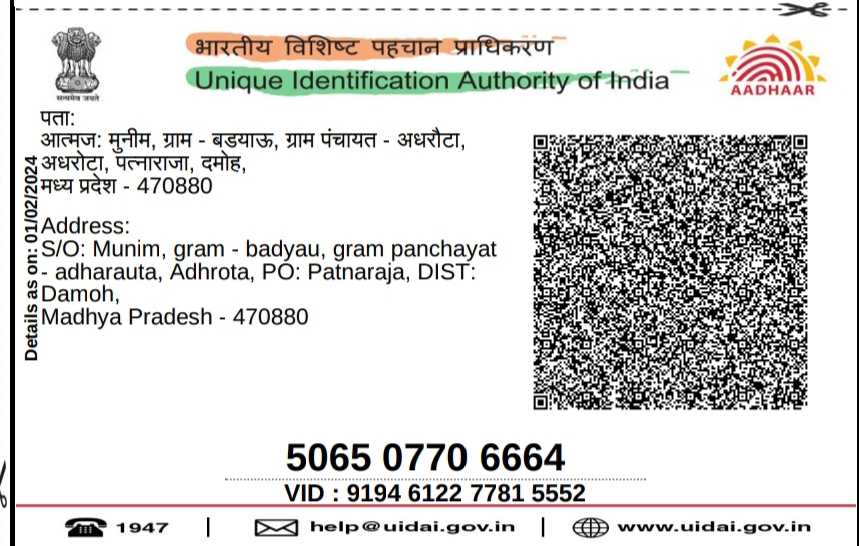 भारतीय विशिष्ट पहचान प्राधिकरण
Unique Identification Authority of India
सत्यमेव जयते
AADHAAR
पता:
आत्मज: मुनीम, ग्राम - बडयाऊ, ग्राम पंचायत - अधरौटा,
अधरोटा, पत्नाराजा, दमोह,
मध्य प्रदेश - 470880
Address:
S/O: Munim, gram - badyau, gram panchayat
- adharauta, Adhrota, PO: Patnaraja, DIST:
Damoh,
Madhya Pradesh - 470880
Details as on: 01/02/2024
5065 0770 6664
VID : 9194 6122 7781 5552
1947 | help@uidai.gov.in | www.uidai.gov.in